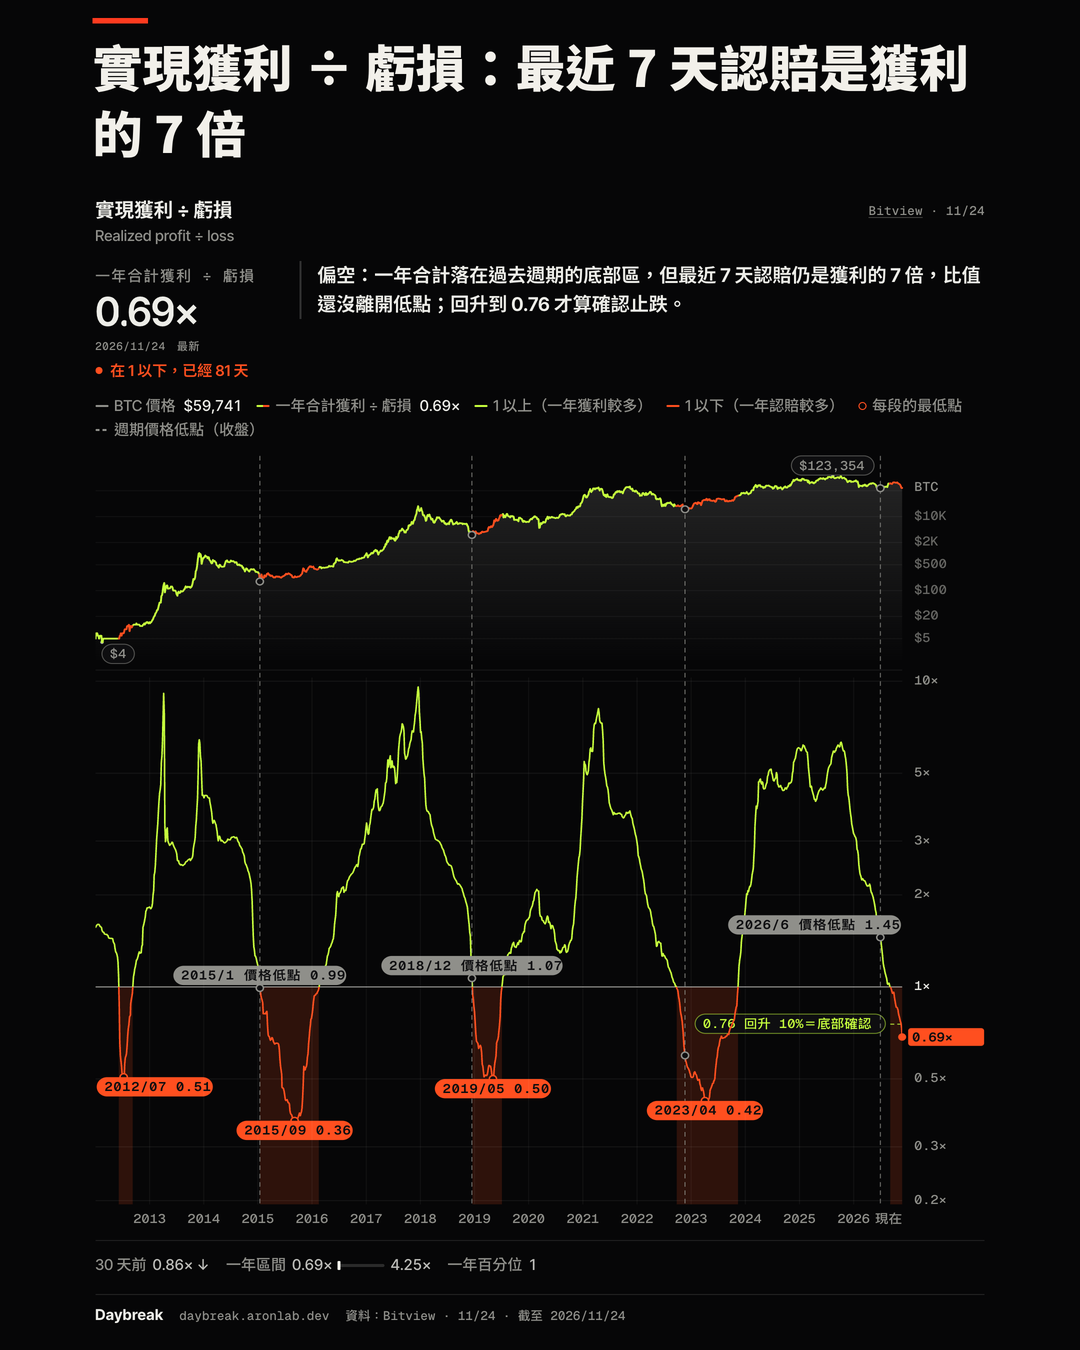 實現獲利 ÷ 虧損：最近 7 天認賠是獲利
的 7 倍
實現獲利 ÷ 虧損
Bitview · 11/24
Realized profit ÷ loss
一年合計獲利 ÷ 虧損
0.69×
2026/11/24 最新
● 在 1 以下，已經 81 天
偏空：一年合計落在過去週期的底部區，但最近 7 天認賠仍是獲利的 7 倍，比值
還沒離開低點；回升到 0.76 才算確認止跌。
BTC 價格 $59,741 一年合計獲利 ÷ 虧損 0.69× 1 以上（一年獲利較多） 1 以下（一年認賠較多） 每段的最低點
週期價格低點（收盤）
$123,354
BTC
$10K
$2K
$500
$100
$20
$5
$4
10×
5×
3×
2×
2026/6 價格低點 1.45
2018/12 價格低點 1.07
2015/1 價格低點 0.99
1×
0.76 回升 10%＝底部確認
0.69×
0.5×
2012/07 0.51
2019/05 0.50
2023/04 0.42
2015/09 0.36
0.3×
0.2×
2013 2014 2015 2016 2017 2018 2019 2020 2021 2022 2023 2024 2025 2026 現在
30 天前 0.86× ↓ 一年區間 0.69× 4.25× 一年百分位 1
Daybreak daybreak.aronlab.dev 資料：Bitview · 11/24 · 截至 2026/11/24